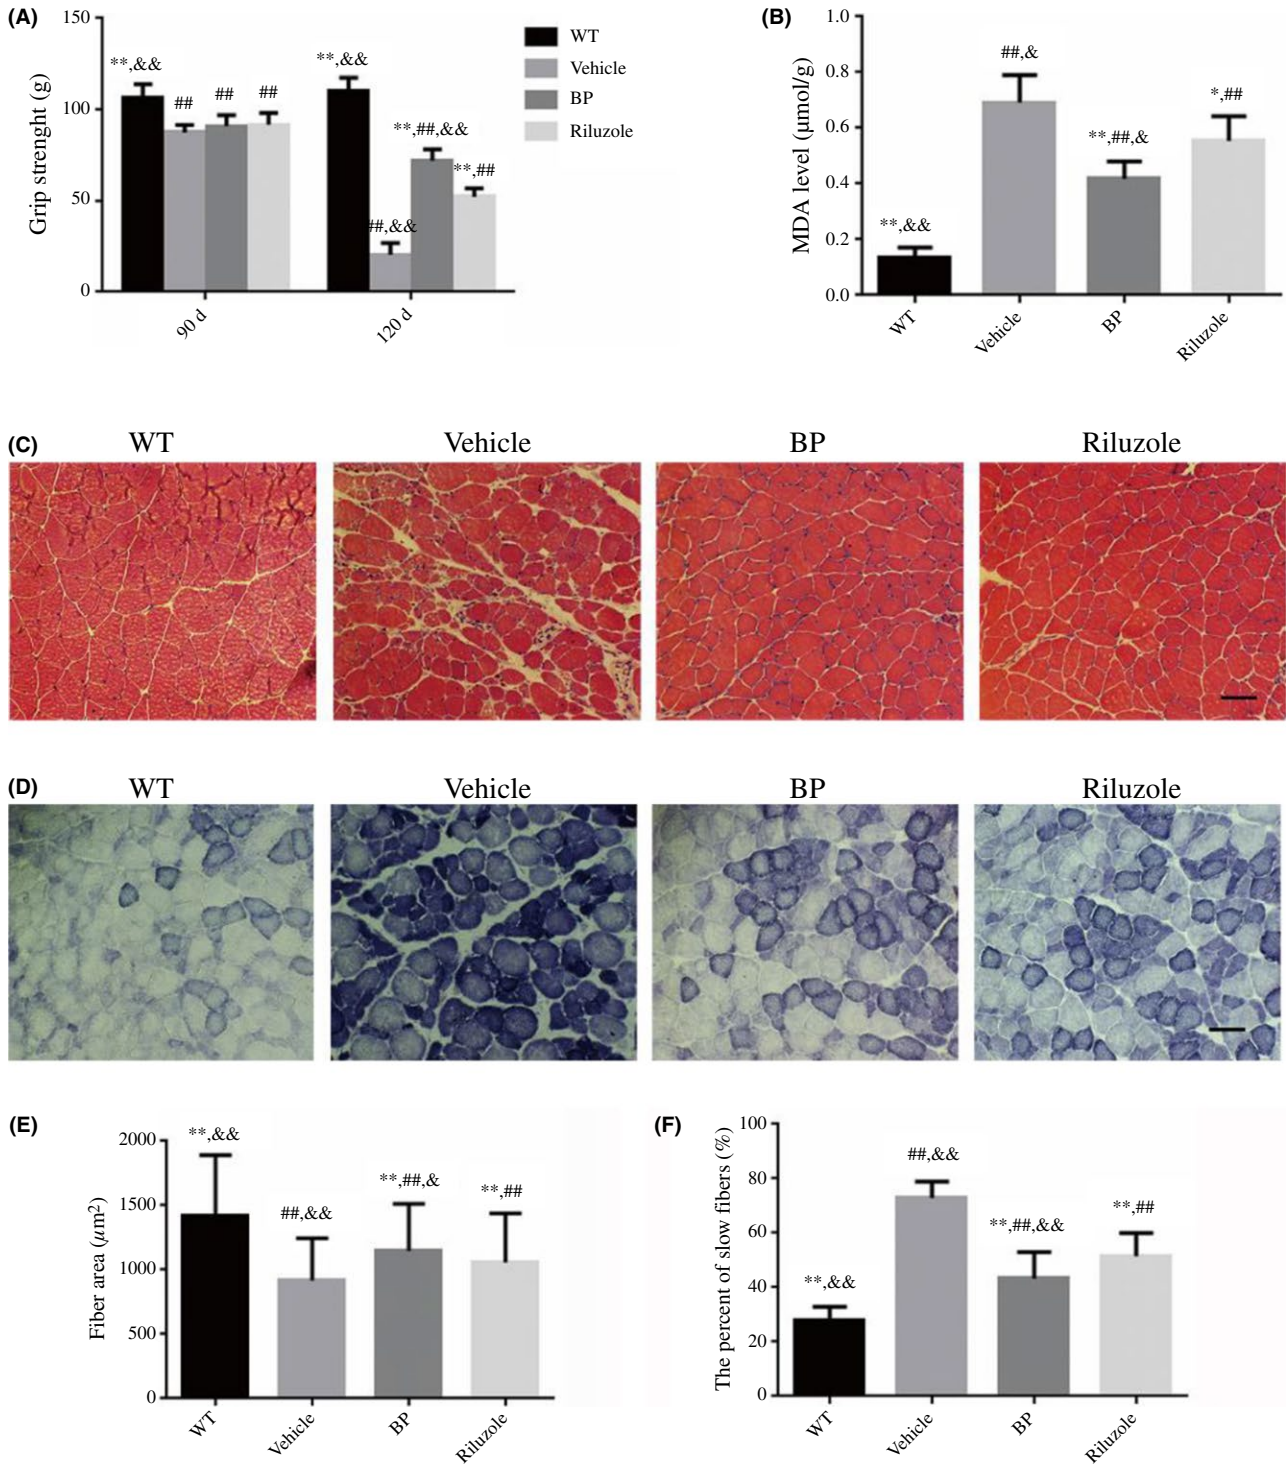 (A)
150
100
50
0
Grip strenght (g)
**,&&
##
##
##
**,&&
##,&&
**,##,&&
**,##
90 d
120 d
WT
Vehicle
BP
Riluzole
(B)
1.0
0.8
0.6
0.4
0.2
0.0
MDA level (µmol/g)
**,&&
##,&
**,##,&
*,##
WT
Vehicle
BP
Riluzole
(C)
WT
Vehicle
BP
Riluzole
(D)
WT
Vehicle
BP
Riluzole
(E)
2000
1500
1000
500
0
Fiber area (µm²)
**,&&
##,&&
**,##,&
**,##
WT
Vehicle
BP
Riluzole
(F)
100
80
60
40
20
0
The percent of slow fibers (%)
**,&&
##,&&
**,##,&&
**,##
WT
Vehicle
BP
Riluzole